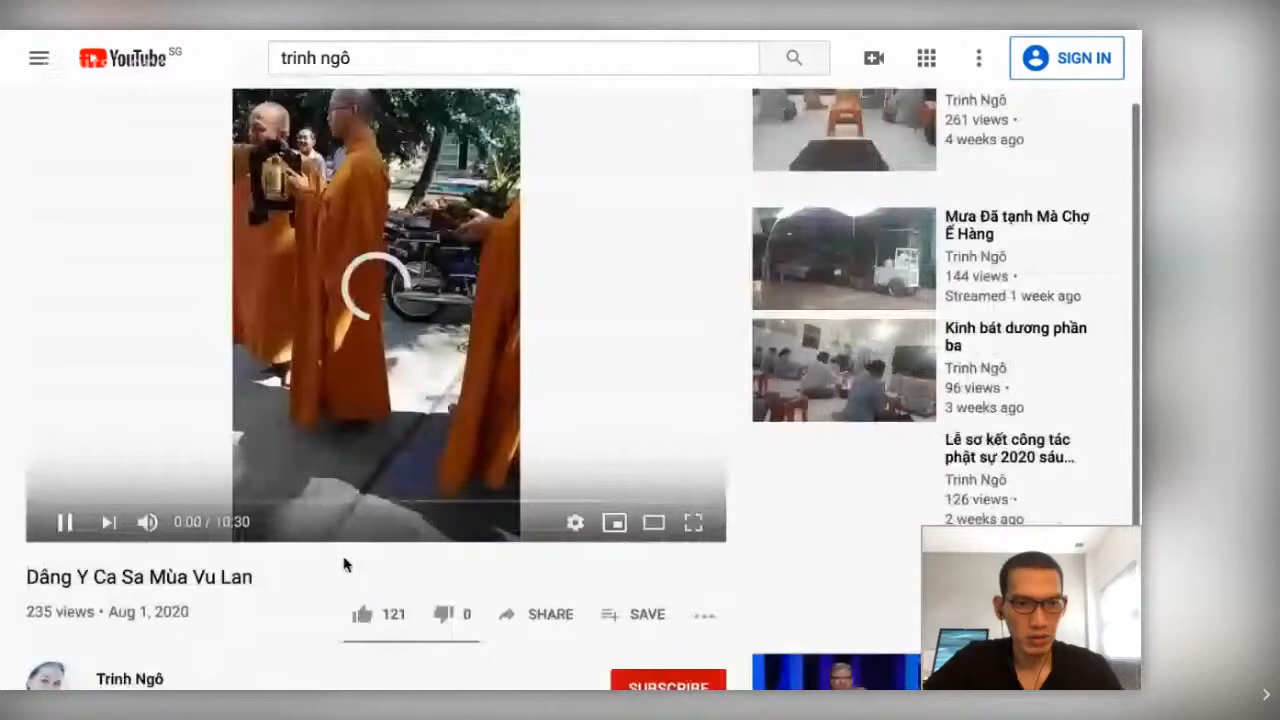 YouTube SG
trinh ngô
SIGN IN
Trinh Ngô
261 views •
4 weeks ago
Mưa Đã tạnh Mà Chợ
Ế Hàng
Trinh Ngô
144 views •
Streamed 1 week ago
Kinh bát dương phần
ba
Trinh Ngô
96 views •
3 weeks ago
Lễ sơ kết công tác
phật sự 2020 sáu...
Trinh Ngô
126 views •
2 weeks ago
0:00 / 10:30
Dâng Y Ca Sa Mùa Vu Lan
235 views • Aug 1, 2020
121
0
SHARE
SAVE
Trinh Ngô
SUBSCRIBE